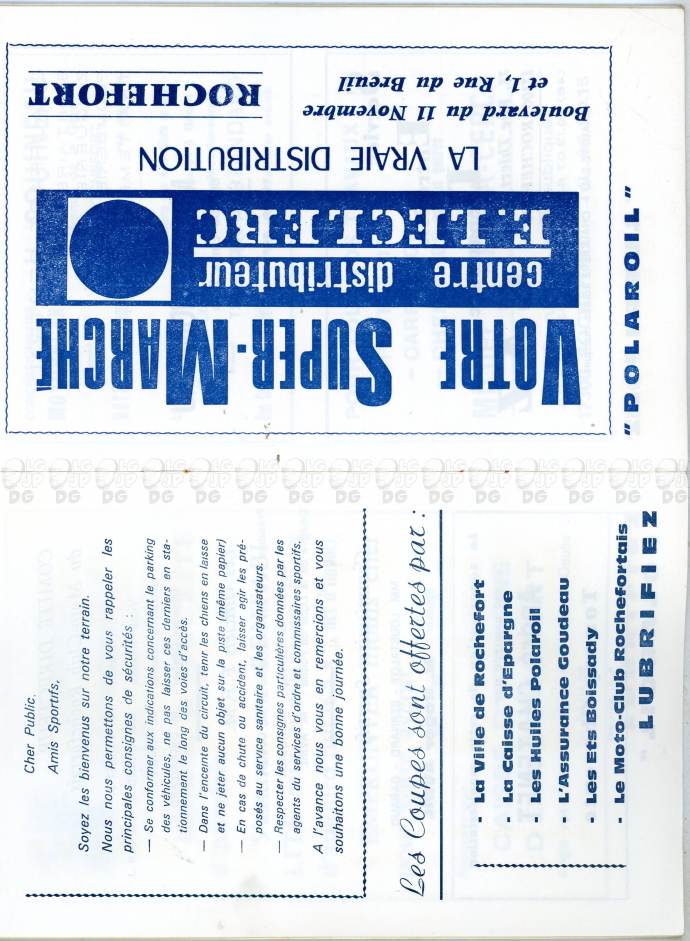 Cher Public.
Amis Sportifs,
Soyez les bienvenus sur notre terrain.
Nous nous permettons de vous rappeler les
principales consignes de sécurités :
— Se conformer aux indications concernant le parking
des véhicules, ne pas laisser ces derniers en sta-
tionnement le long des voies d'accès.
— Dans l'enceinte du circuit, tenir les chiens en laisse
et ne jeter aucun objet sur la piste (même papier)
— En cas de chute ou accident, laisser agir les pré-
posés au service sanitaire et les organisateurs.
— Respecter les consignes particulières données par les
agents du services d'ordre et commissaires sportifs.
A l'avance nous vous en remercions et vous
souhaitons une bonne journée.
Les Coupes sont offertes par :
- La Ville de Rochefort
- La Caisse d'Epargne
- Les Huiles Polaroil
- L'Assurance Goudeau
- Les Ets Boissady
- Le Moto-Club Rochefortais
LUBRIFIEZ
"POLAROIL"
VOTRE SUPER-MARCHÉ
centre distributeur
E. LECLERC
LA VRAIE DISTRIBUTION
Boulevard du 11 Novembre
et 1, Rue du Breuil
ROCHEFORT